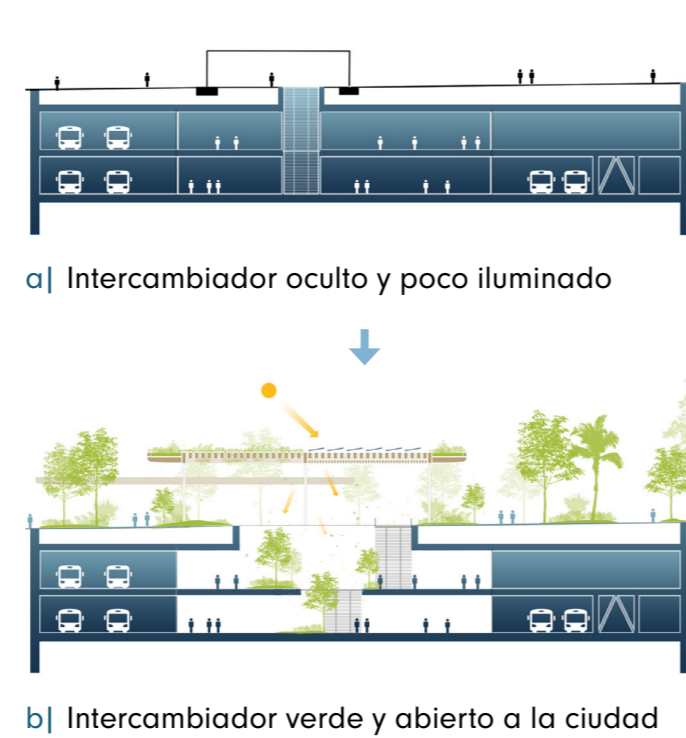 a| Intercambiador oculto y poco iluminado
b| Intercambiador verde y abierto a la ciudad